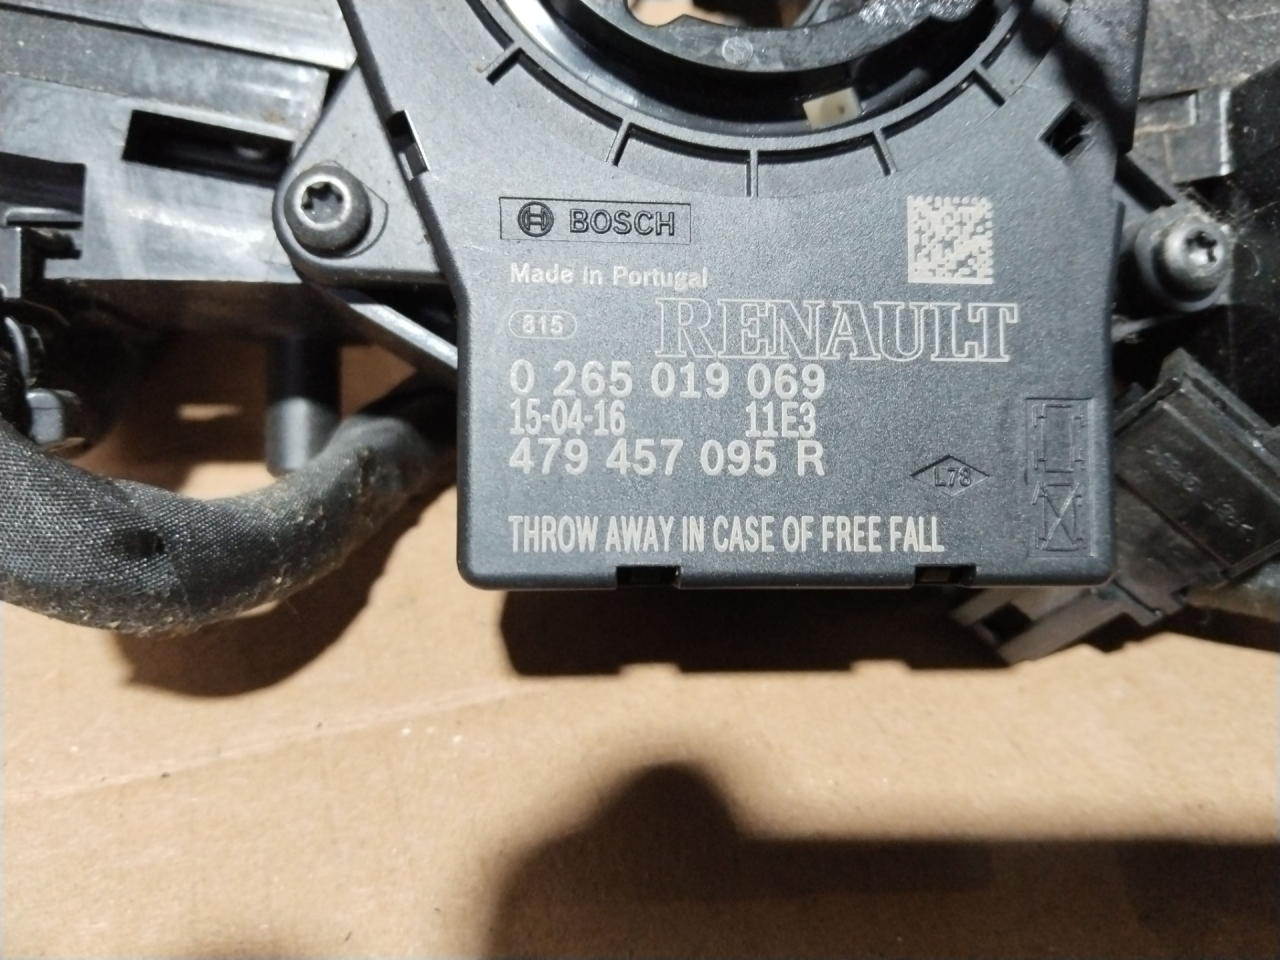 BOSCH
Made in Portugal
815
RENAULT
0 265 019 069
15-04-16 11E3
479 457 095 R
L78
THROW AWAY IN CASE OF FREE FALL